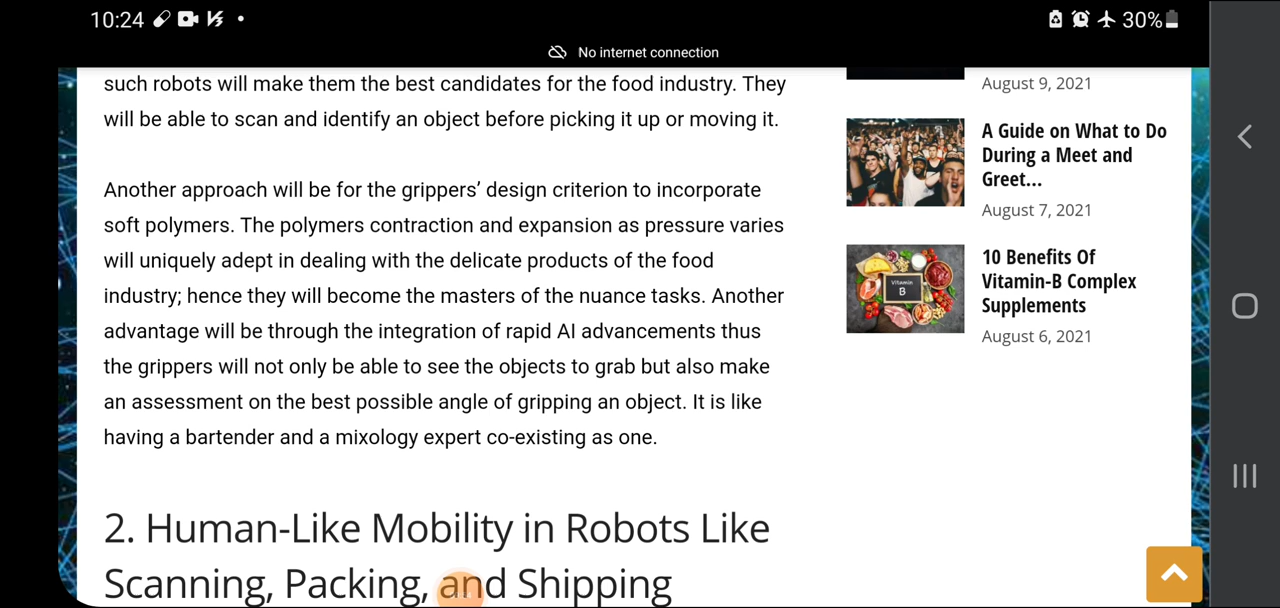 10:24
30%
No internet connection
such robots will make them the best candidates for the food industry. They
will be able to scan and identify an object before picking it up or moving it.
Another approach will be for the grippers’ design criterion to incorporate
soft polymers. The polymers contraction and expansion as pressure varies
will uniquely adept in dealing with the delicate products of the food
industry; hence they will become the masters of the nuance tasks. Another
advantage will be through the integration of rapid AI advancements thus
the grippers will not only be able to see the objects to grab but also make
an assessment on the best possible angle of gripping an object. It is like
having a bartender and a mixology expert co-existing as one.
2. Human-Like Mobility in Robots Like
Scanning, Packing, and Shipping
August 9, 2021
A Guide on What to Do
During a Meet and
Greet...
August 7, 2021
Vitamin
B
10 Benefits Of
Vitamin-B Complex
Supplements
August 6, 2021